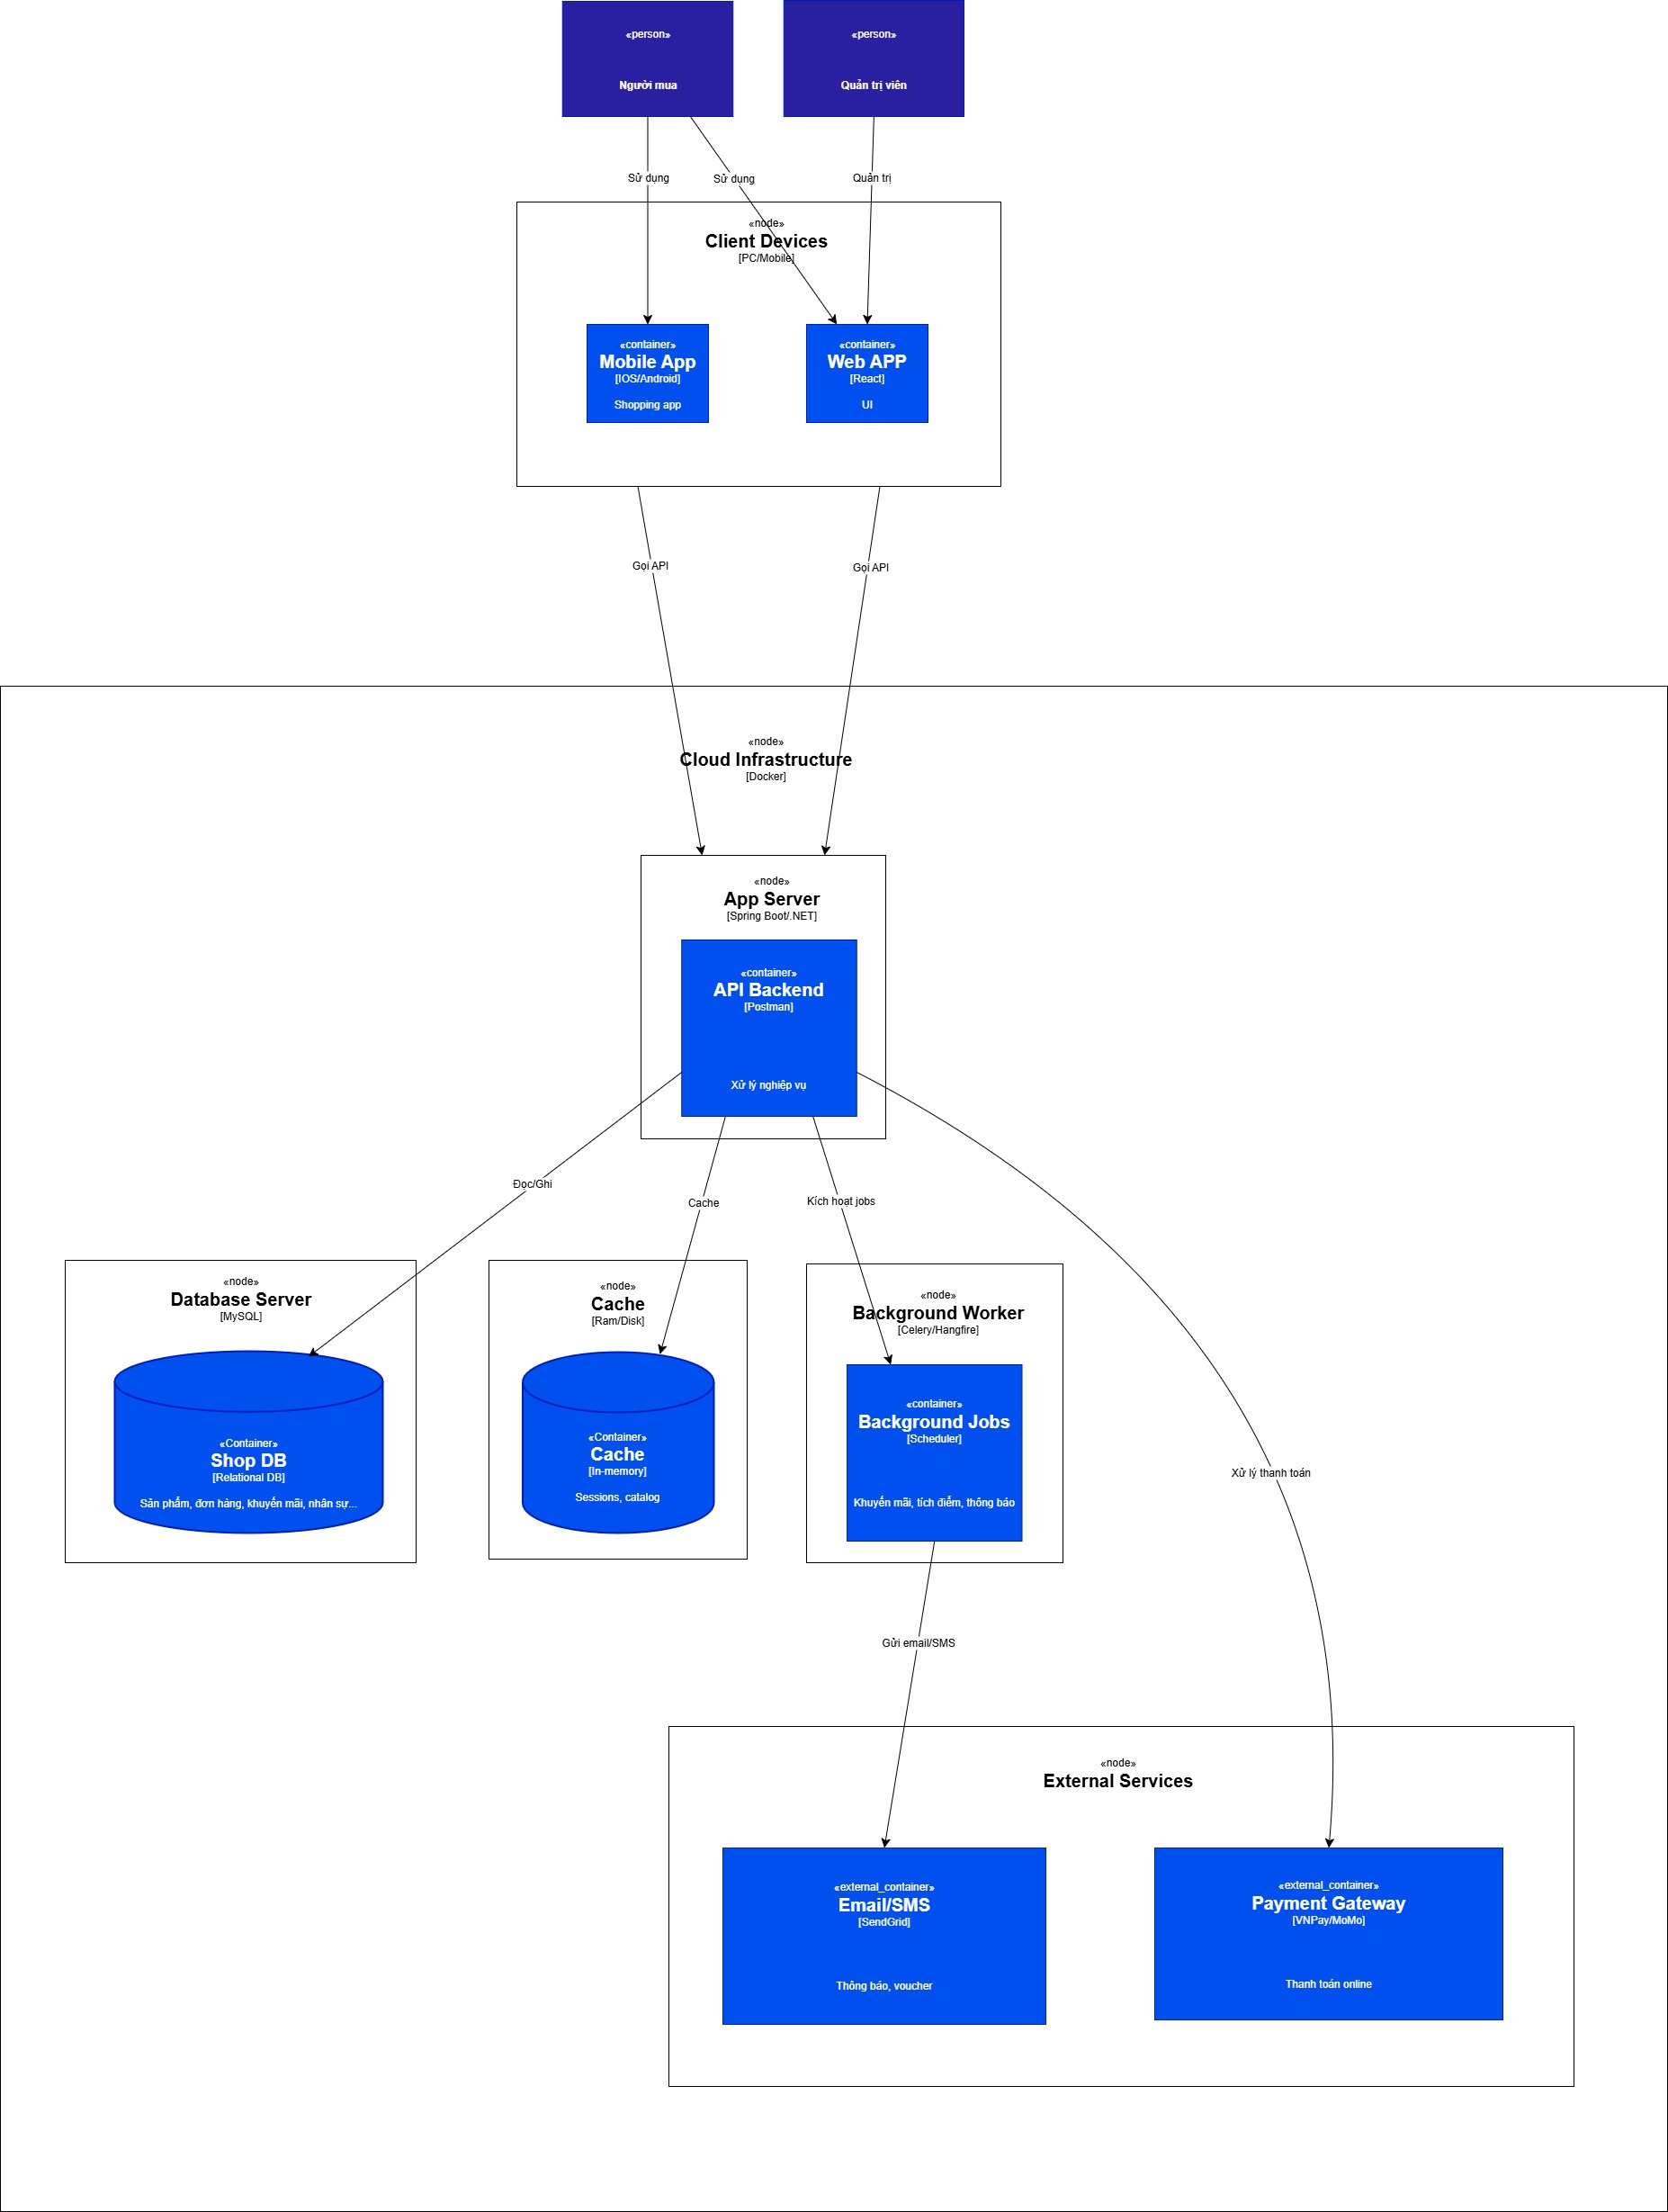 «person»
Người mua
«person»
Quản trị viên
Sử dụng
Sử dụng
Quản trị
«node»
Client Devices
[PC/Mobile]
«container»
Mobile App
[IOS/Android]
Shopping app
«container»
Web APP
[React]
UI
Gọi API
Gọi API
«node»
Cloud Infrastructure
[Docker]
«node»
App Server
[Spring Boot/.NET]
«container»
API Backend
[Postman]
Xử lý nghiệp vụ
Đọc/Ghi
Cache
Kích hoạt jobs
«node»
Database Server
[MySQL]
«Container»
Shop DB
[Relational DB]
Sản phẩm, đơn hàng, khuyến mãi, nhân sự...
«node»
Cache
[Ram/Disk]
«Container»
Cache
[In-memory]
Sessions, catalog
«node»
Background Worker
[Celery/Hangfire]
«container»
Background Jobs
[Scheduler]
Khuyến mãi, tích điểm, thông báo
Xử lý thanh toán
Gửi email/SMS
«node»
External Services
«external_container»
Email/SMS
[SendGrid]
Thông báo, voucher
«external_container»
Payment Gateway
[VNPay/MoMo]
Thanh toán online